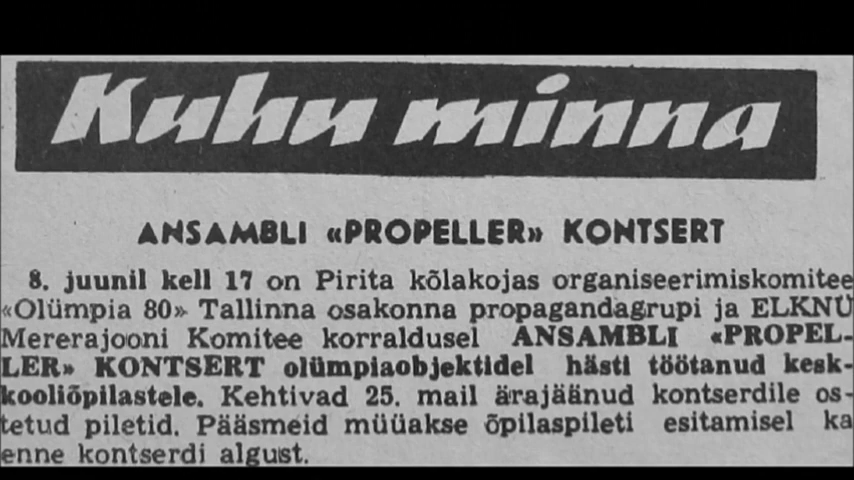 Kuhu minna
ANSAMBLI «PROPELLER» KONTSERT
8. juunil kell 17 on Pirita kõlakojas organiseerimiskomitee
«Olümpia 80» Tallinna osakonna propagandagrupi ja ELKNÜ
Mererajooni Komitee korraldusel ANSAMBLI «PROPEL-
LER» KONTSERT olümpiaobjektidel hästi töötanud kesk-
kooliõpilastele. Kehtivad 25. mail ärajäänud kontserdile os-
tetud piletid. Pääsmeid müüakse õpilaspileti esitamisel ka
enne kontserdi algust.